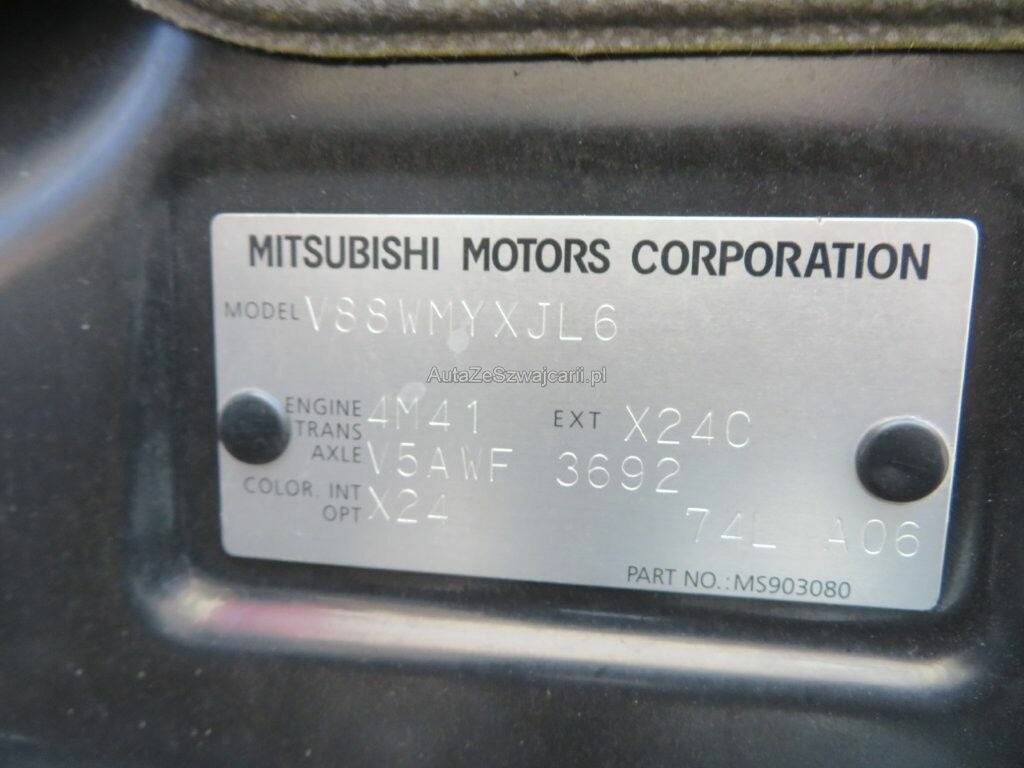 MITSUBISHI MOTORS CORPORATION
MODEL V88WMYXJL6
AutaZeSzwajcarii.pl
ENGINE 4M41 EXT X24C
TRANS
AXLE V5AWF 3692
COLOR. INT X24
OPT 74L A06
PART NO.: MS903080